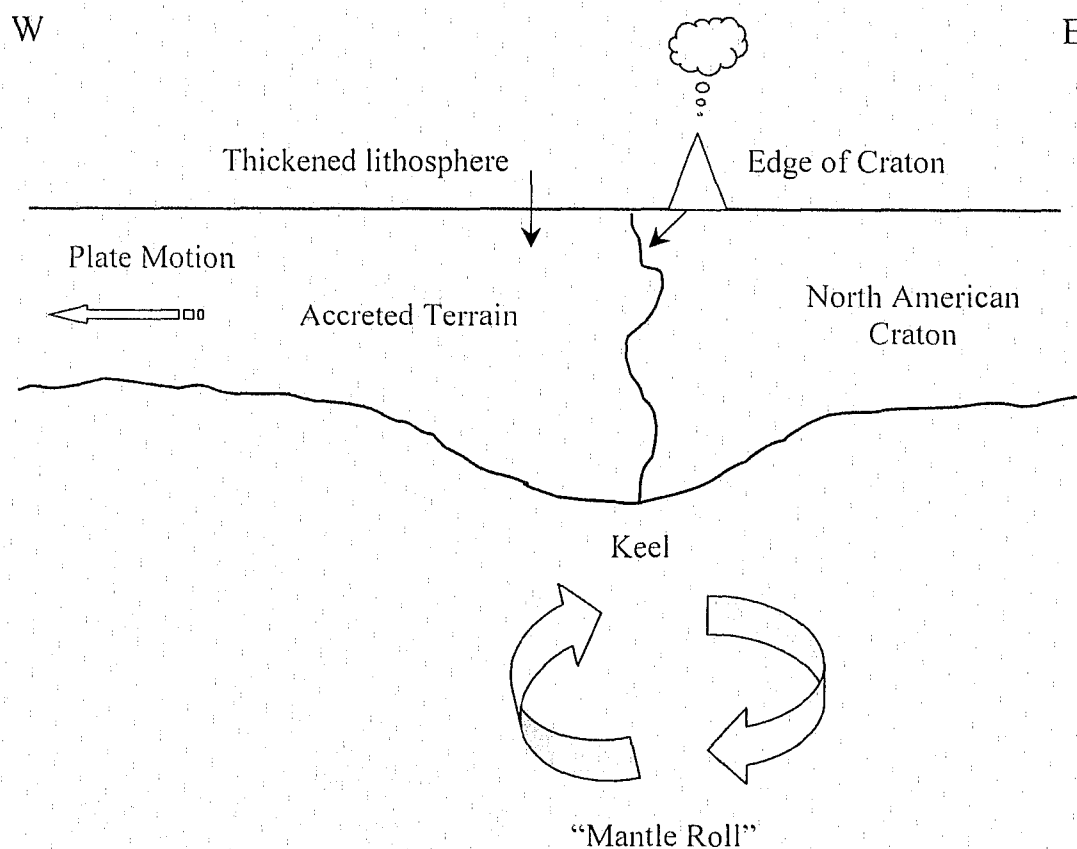 W
E
Thickened lithosphere
Edge of Craton
Plate Motion
Accreted Terrain
North American
Craton
Keel
“Mantle Roll”